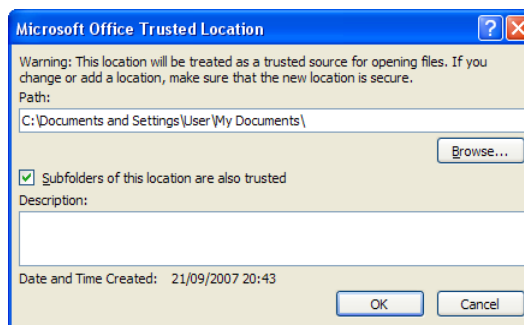 Microsoft Office Trusted Location
Warning: This location will be treated as a trusted source for opening files. If you
change or add a location, make sure that the new location is secure.
Path:
C:\Documents and Settings\User\My Documents\
Browse...
Subfolders of this location are also trusted
Description:
Date and Time Created: 21/09/2007 20:43
OK Cancel